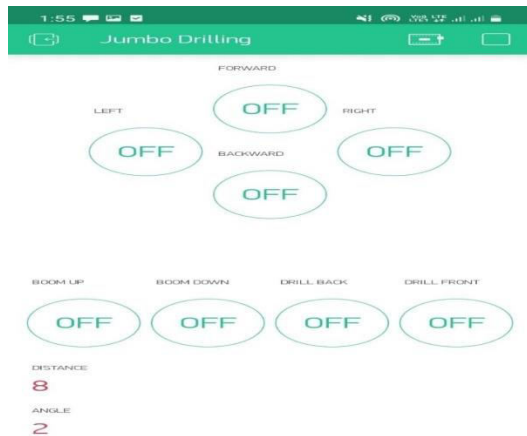 1:55
Jumbo Drilling
FORWARD
OFF
LEFT
OFF
RIGHT
OFF
BACKWARD
OFF
BOOM UP
BOOM DOWN
DRILL BACK
DRILL FRONT
OFF
OFF
OFF
OFF
DISTANCE
8
ANGLE
2